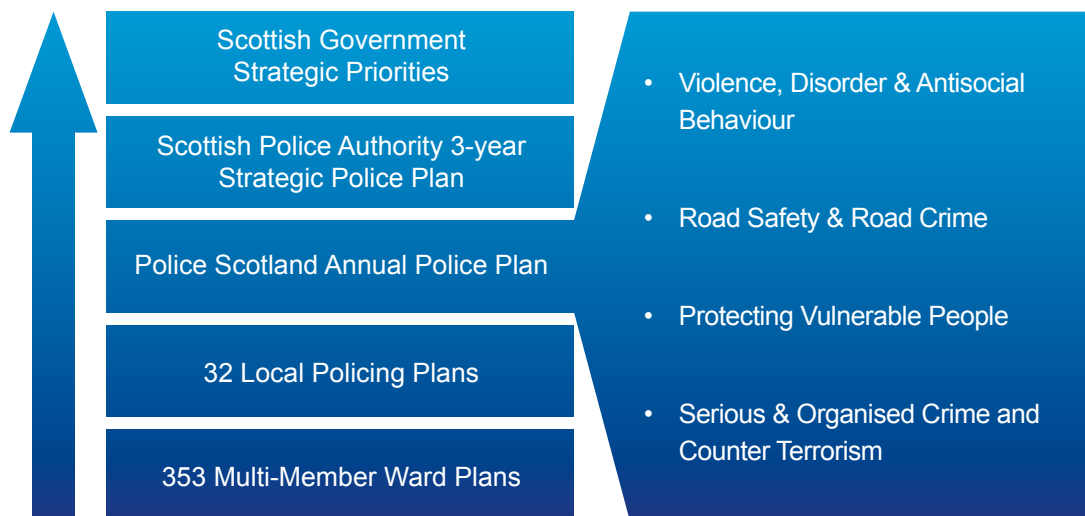 Scottish Government
Strategic Priorities
Scottish Police Authority 3-year
Strategic Police Plan
Police Scotland Annual Police Plan
32 Local Policing Plans
353 Multi-Member Ward Plans
• Violence, Disorder & Antisocial
Behaviour
• Road Safety & Road Crime
• Protecting Vulnerable People
• Serious & Organised Crime and
Counter Terrorism